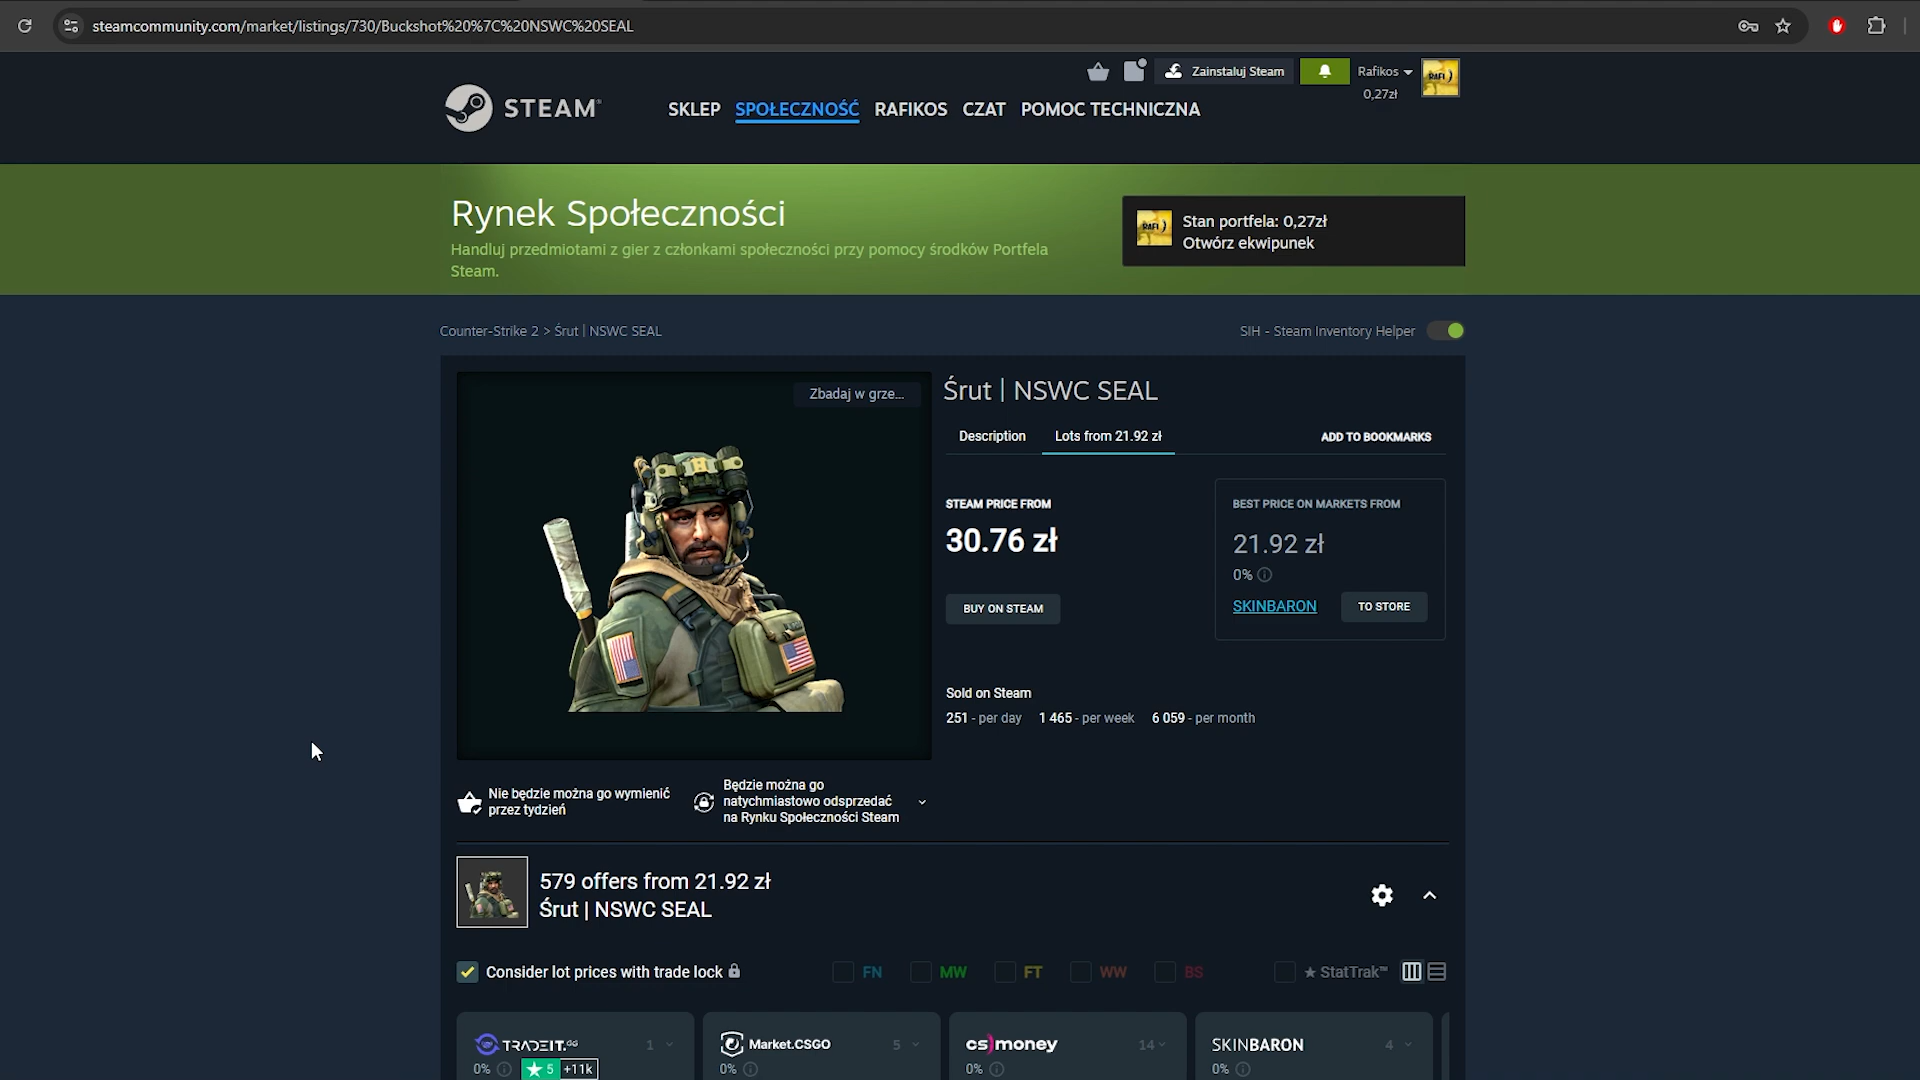 steamcommunity.com/market/listings/730/Buckshot%20%7C%20NSWC%20SEAL
Zainstaluj Steam
Rafikos
0,27zł
STEAM®
SKLEP SPOŁECZNOŚĆ RAFIKOS CZAT POMOC TECHNICZNA
Rynek Społeczności
Handluj przedmiotami z gier z członkami społeczności przy pomocy środków Portfela
Steam.
Stan portfela: 0,27zł
Otwórz ekwipunek
Counter-Strike 2 > Śrut | NSWC SEAL
SIH - Steam Inventory Helper
Zbadaj w grze...
Śrut | NSWC SEAL
Description Lots from 21.92 zł ADD TO BOOKMARKS
STEAM PRICE FROM
30.76 zł
BUY ON STEAM
BEST PRICE ON MARKETS FROM
21.92 zł
0%
SKINBARON TO STORE
Sold on Steam
251 - per day 1 465 - per week 6 059 - per month
Nie będzie można go wymienić
przez tydzień
Będzie można go
natychmiastowo odsprzedać
na Rynku Społeczności Steam
579 offers from 21.92 zł
Śrut | NSWC SEAL
Consider lot prices with trade lock FN MW FT WW BS ★ StatTrak™
TRADEIT.GG 1
0% ★ 5 +11k
Market.CSGO 5
0%
cs)money 14
0%
SKINBARON 4
0%